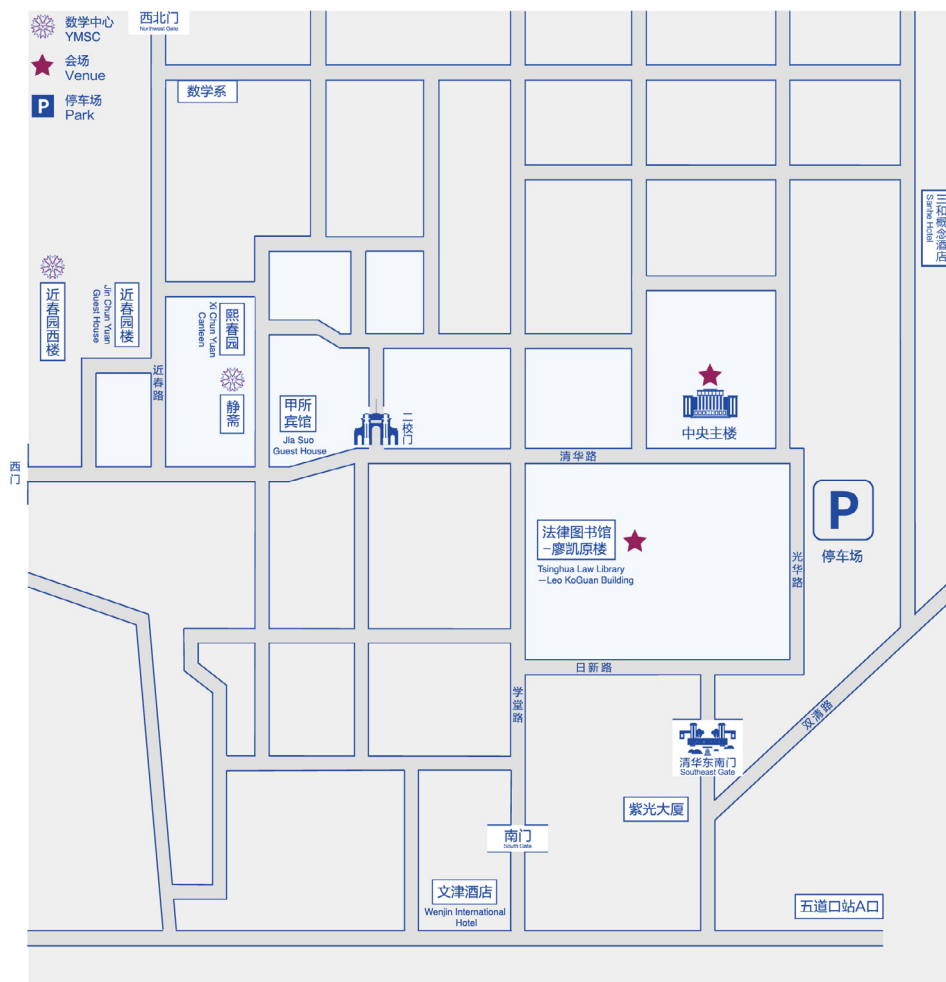 数学中心
YMSC
会场
Venue
P
停车场
Park
西北门
Northwest Gate
数学系
三和概念酒店
Sanhe Hotel
近春园西楼
近春园楼
Jin Chun Yuan
Guest House
熙春园
Xi Chun Yuan
Canteen
静斋
近春路
甲所
宾馆
JIa Suo
Guest House
二校门
中央主楼
西门
清华路
P
停车场
法律图书馆
-廖凯原楼
Tsinghua Law Library
—Leo KoGuan Building
光华路
日新路
学堂路
双清路
清华东南门
Southeast Gate
紫光大厦
南门
South Gate
文津酒店
Wenjin International
Hotel
五道口站A口